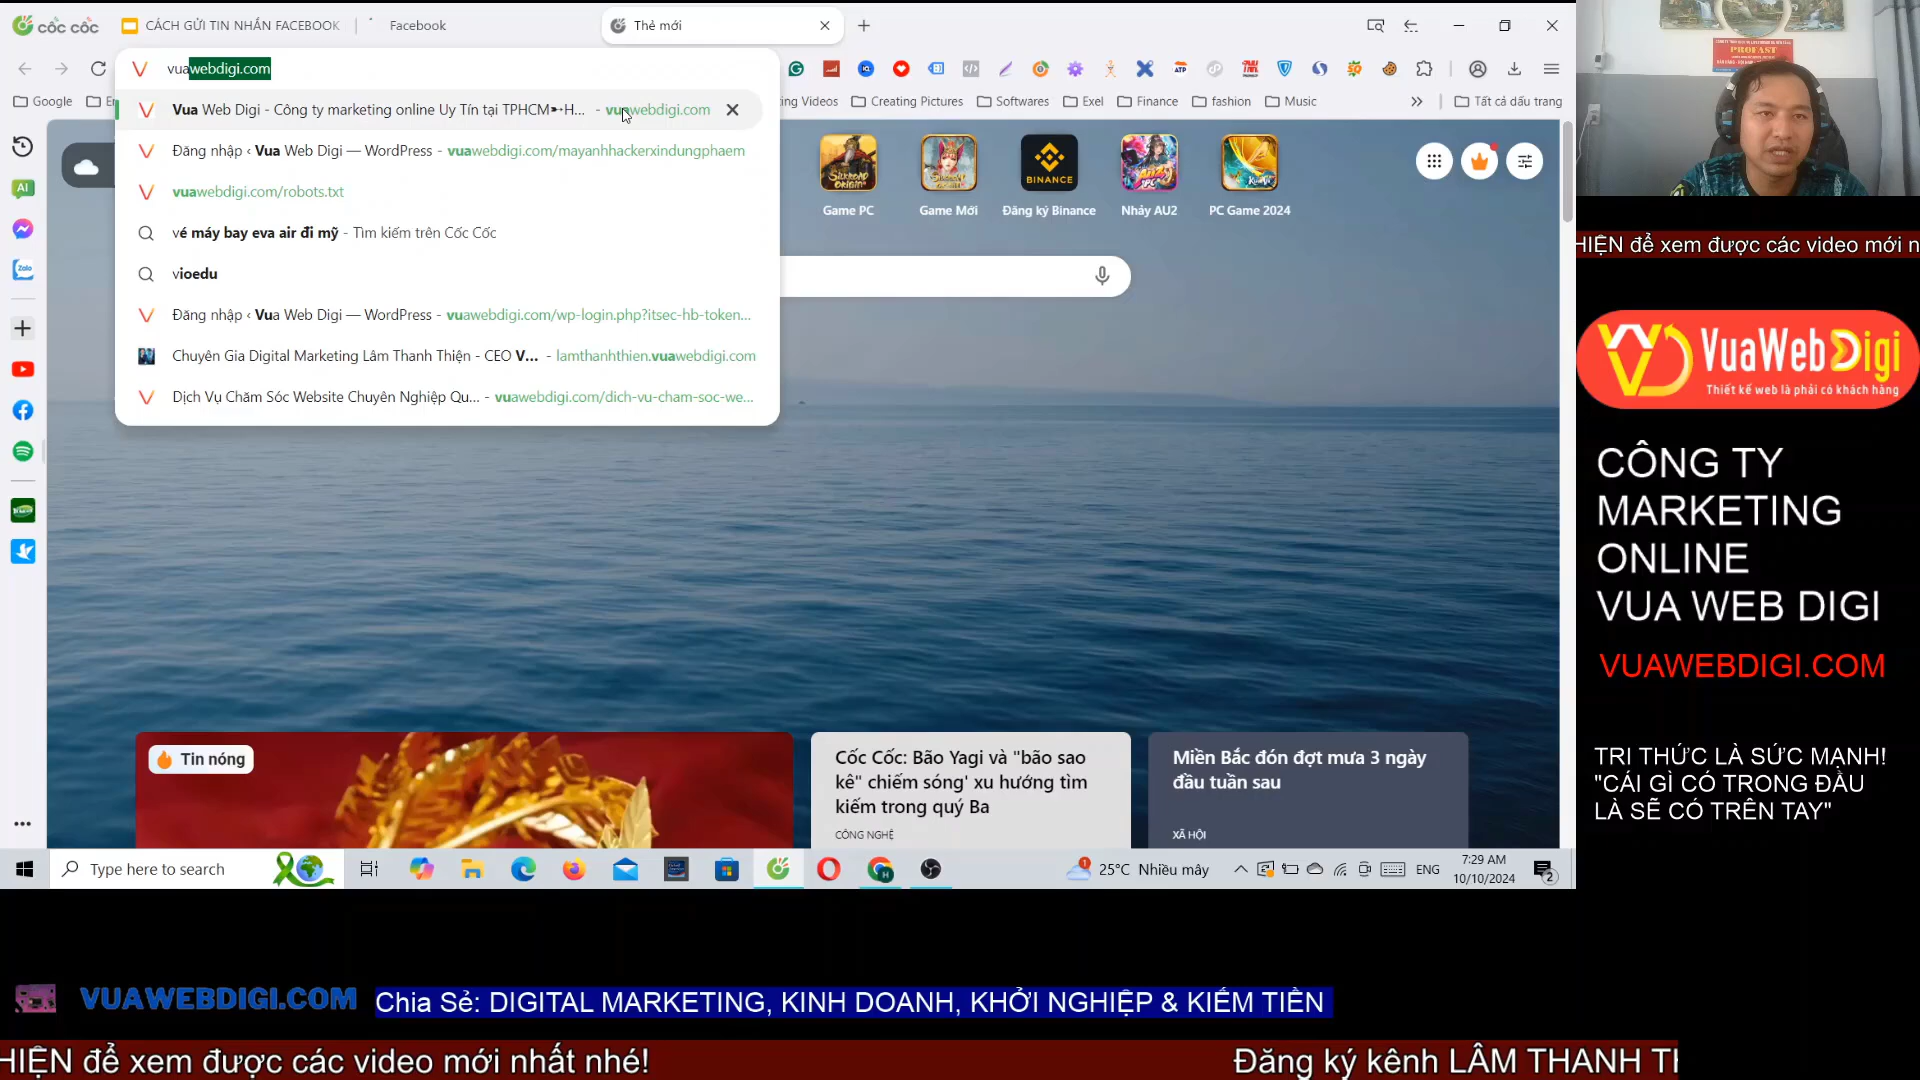 cốc cốc
CÁCH GỬI TIN NHẮN FACEBOOK
Facebook
Thẻ mới
vuawebdigi.com
Google
ing Videos
Creating Pictures
Softwares
Exel
Finance
fashion
Music
Tất cả dấu trang
Vua Web Digi - Công ty marketing online Uy Tín tại TPHCM➸H... - vuawebdigi.com
Đăng nhập ‹ Vua Web Digi — WordPress - vuawebdigi.com/mayanhhackerxindungphaem
vuawebdigi.com/robots.txt
vé máy bay eva air đi mỹ - Tìm kiếm trên Cốc Cốc
vioedu
Đăng nhập ‹ Vua Web Digi — WordPress - vuawebdigi.com/wp-login.php?itsec-hb-token...
Chuyên Gia Digital Marketing Lâm Thanh Thiện - CEO V... - lamthanhthien.vuawebdigi.com
Dịch Vụ Chăm Sóc Website Chuyên Nghiệp Qu... - vuawebdigi.com/dich-vu-cham-soc-we...
AI
Zalo
SILKROAD ORIGIN
BINANCE
Game PC
Game Mới
Đăng ký Binance
Nhảy AU2
PC Game 2024
Tin nóng
Cốc Cốc: Bão Yagi và "bão sao
kê" chiếm sóng' xu hướng tìm
kiếm trong quý Ba
CÔNG NGHỆ
Miền Bắc đón đợt mưa 3 ngày
đầu tuần sau
XÃ HỘI
Type here to search
25°C Nhiều mây
ENG
7:29 AM
10/10/2024
2
PROFAST
HIỆN để xem được các video mới n
VuaWebDigi
Thiết kế web là phải có khách hàng
CÔNG TY
MARKETING
ONLINE
VUA WEB DIGI
VUAWEBDIGI.COM
TRI THỨC LÀ SỨC MẠNH!
"CÁI GÌ CÓ TRONG ĐẦU
LÀ SẼ CÓ TRÊN TAY"
VUAWEBDIGI.COM
Chia Sẻ: DIGITAL MARKETING, KINH DOANH, KHỞI NGHIỆP & KIẾM TIỀN
HIỆN để xem được các video mới nhất nhé!
Đăng ký kênh LÂM THANH TH